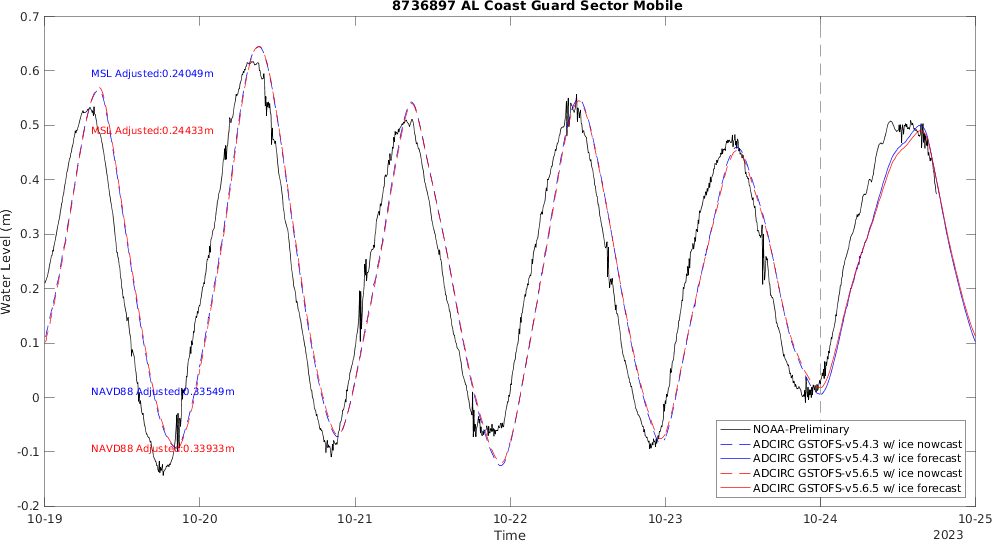 8736897 AL Coast Guard Sector Mobile
0.7
0.6
0.5
0.4
0.3
0.2
0.1
0
-0.1
-0.2
Water Level (m)
MSL Adjusted:0.24049m
MSL Adjusted:0.24433m
NAVD88 Adjusted:0.33549m
NAVD88 Adjusted:0.33933m
NOAA-Preliminary
ADCIRC GSTOFS-v5.4.3 w/ ice nowcast
ADCIRC GSTOFS-v5.4.3 w/ ice forecast
ADCIRC GSTOFS-v5.6.5 w/ ice nowcast
ADCIRC GSTOFS-v5.6.5 w/ ice forecast
10-19 10-20 10-21 10-22 10-23 10-24 10-25
Time
2023